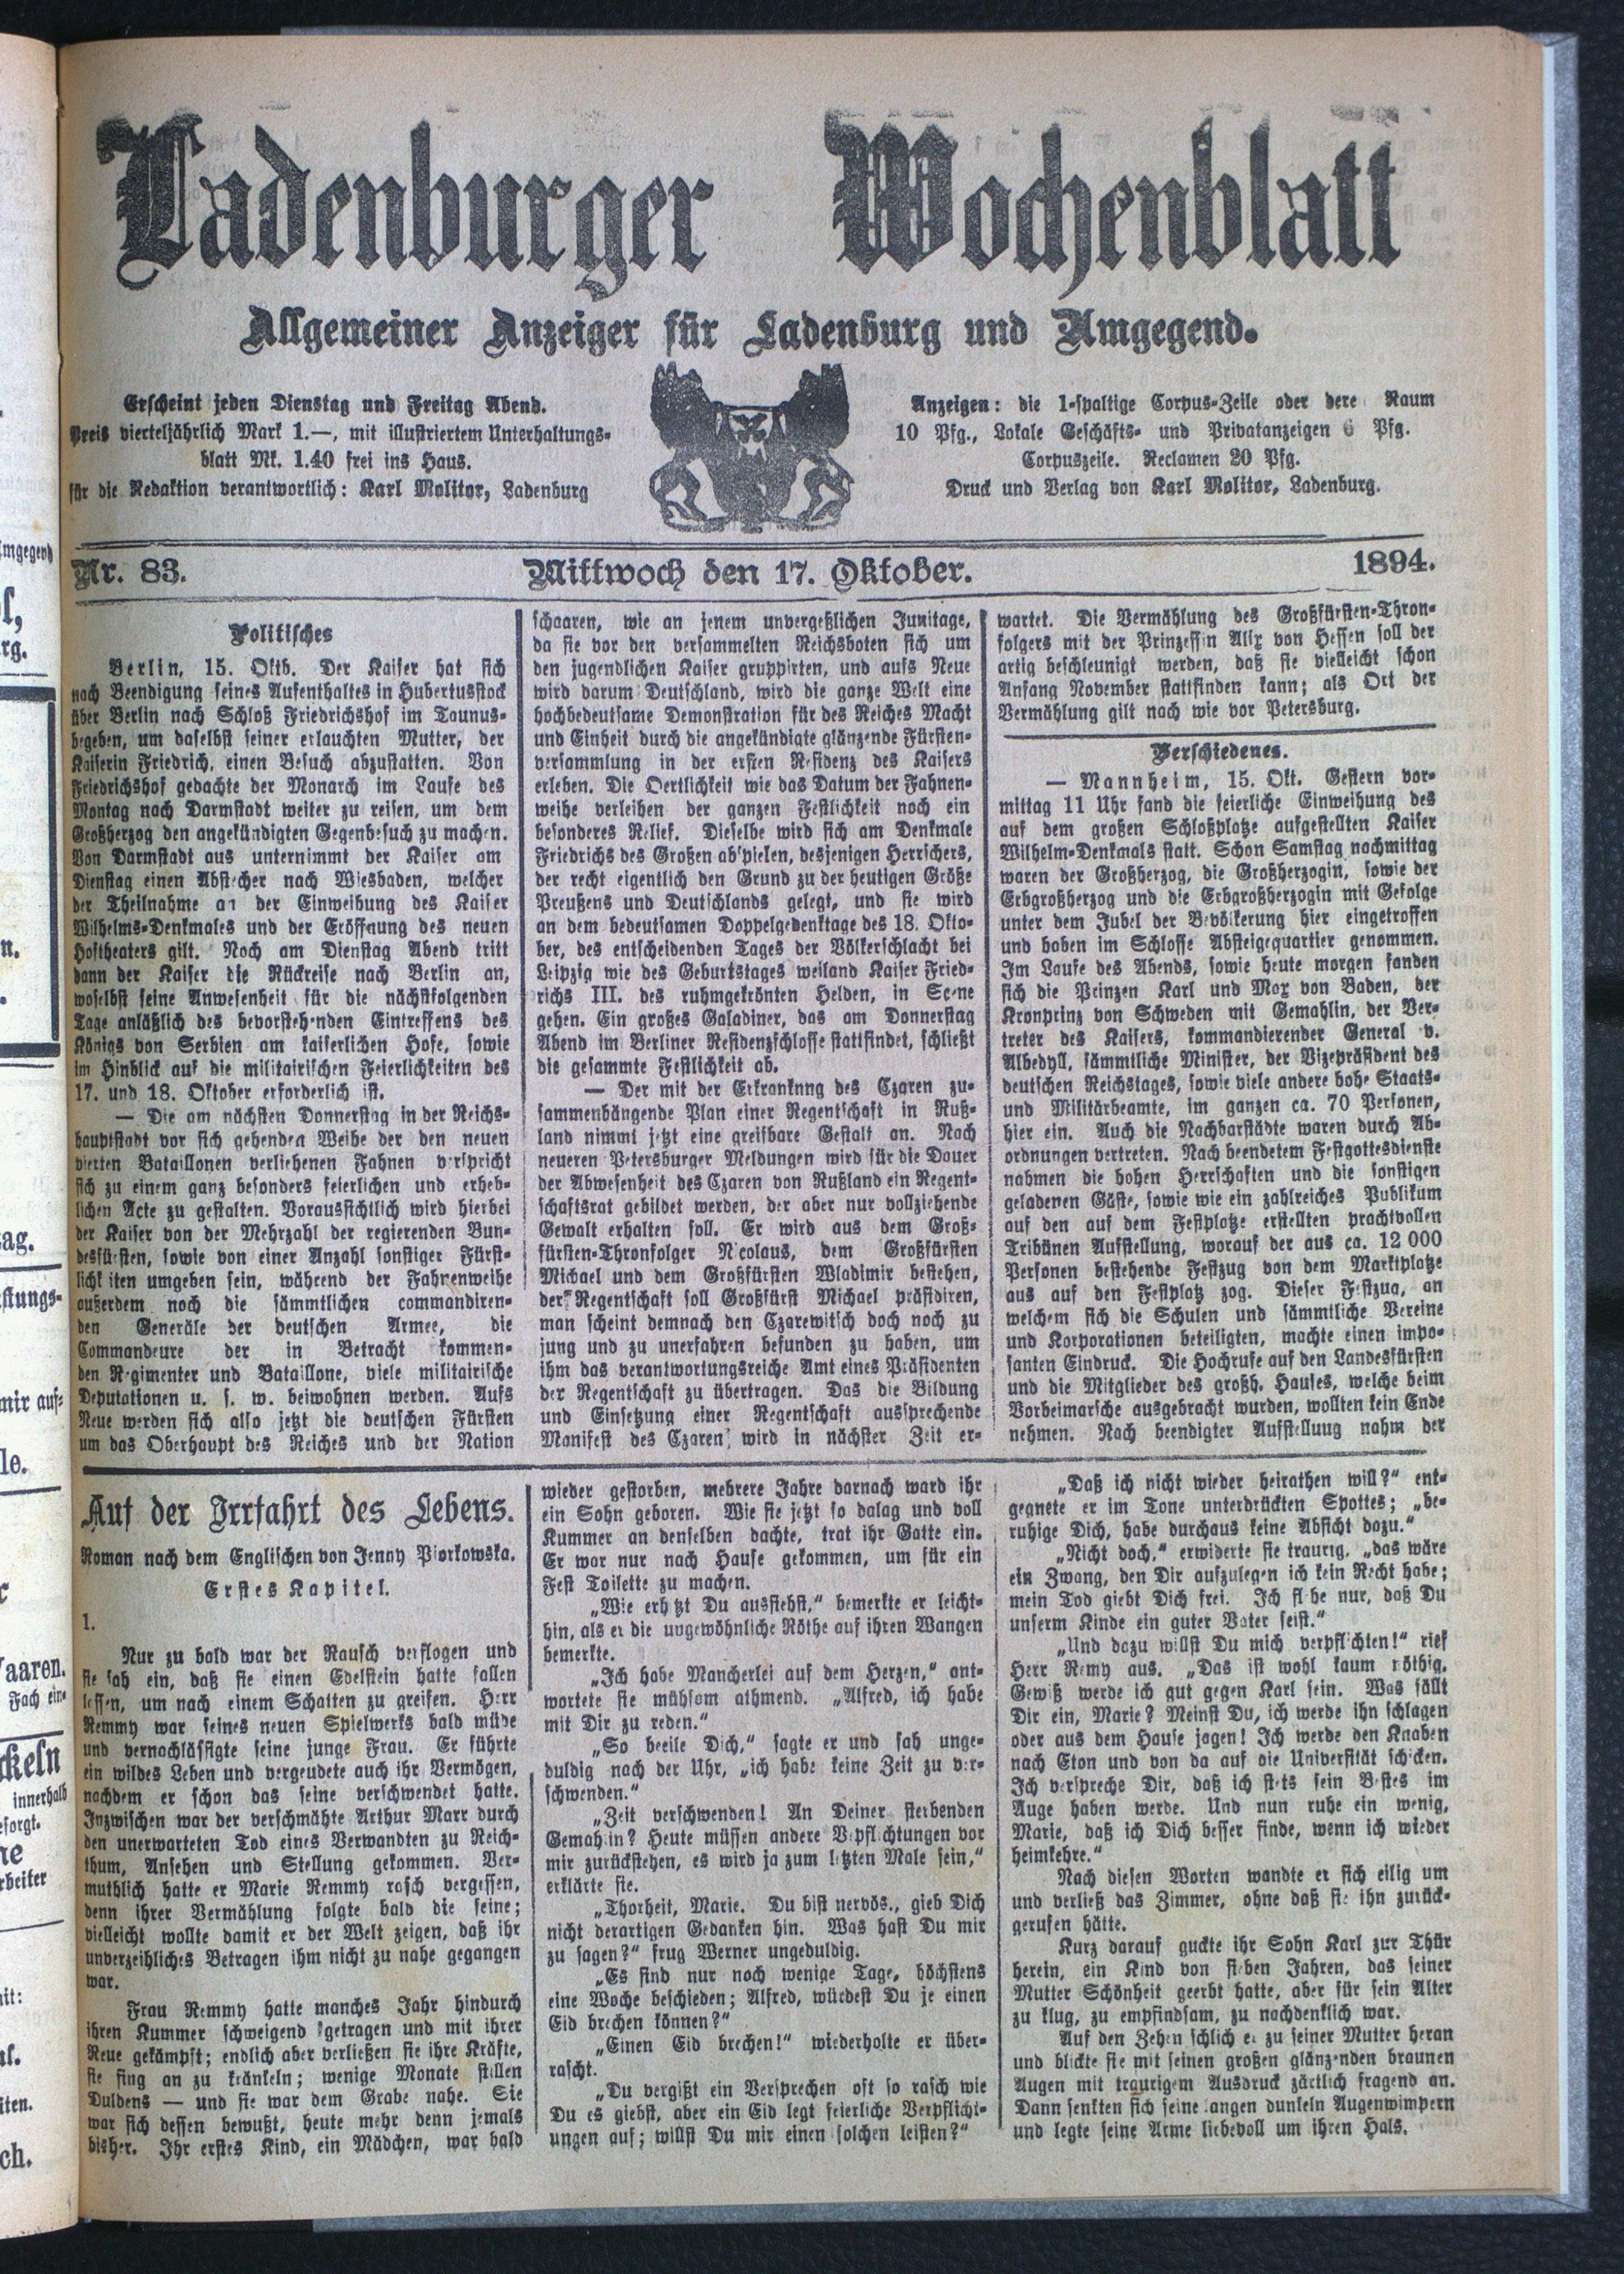 Ladenburger Wochenblatt
Allgemeiner Anzeiger für Ladenburg und Umgegend.
Erscheint jeden Dienstag und Freitag Abend.
Preis vierteljährlich Mark 1.—, mit illustriertem Unterhaltungs-
blatt Mk. 1.40 frei ins Haus.
für die Redaktion verantwortlich: Karl Molitor, Ladenburg
Anzeigen: die 1-spaltige Corpus-Zeile oder dere Raum
10 Pfg., Lokale Geschäfts- und Privatanzeigen 6 Pfg.
Corpuszeile. Reclamen 20 Pfg.
Druck und Verlag von Karl Molitor, Ladenburg.
Nr. 83.
Mittwoch den 17. Oktober.
1894.
Politisches
Berlin, 15. Oktb. Der Kaiser hat sich
nach Beendigung seines Aufenthaltes in Hubertusstock
über Berlin nach Schloß Friedrichshof im Taunus-
begeben, um daselbst seiner erlauchten Mutter, der
Kaiserin Friedrich, einen Besuch abzustatten. Von
Friedrichshof gedachte der Monarch im Laufe des
Montag nach Darmstadt weiter zu reisen, um dem
Großherzog den angekündigten Gegenbesuch zu machen.
Von Darmstadt aus unternimmt der Kaiser am
Dienstag einen Abstecher nach Wiesbaden, welcher
der Theilnahme an der Einweihung des Kaiser
Wilhelms-Denkmales und der Eröffnung des neuen
Hoftheaters gilt. Noch am Dienstag Abend tritt
dann der Kaiser die Rückreise nach Berlin an,
woselbst seine Anwesenheit für die nächstfolgenden
Tage anläßlich des bevorstehenden Eintreffens des
Königs von Serbien am kaiserlichen Hofe, sowie
im Hinblick auf die militairischen Feierlichkeiten des
17. und 18. Oktober erforderlich ist.
— Die am nächsten Donnerstag in der Reichs-
hauptstadt vor sich gehenden Weihe der den neuen
vierten Bataillonen verliehenen Fahnen verspricht
sich zu einem ganz besonders feierlichen und erheb-
lichen Acte zu gestalten. Voraussichtlich wird hierbei
der Kaiser von der Mehrzahl der regierenden Bun-
desfürsten, sowie von einer Anzahl sonstiger Fürst-
lichkeiten umgeben sein, während der Fahnenweihe
außerdem noch die sämmtlichen commandiren-
den Generäle der deutschen Armee, die
Commandeure der in Betracht kommen-
den Regimenter und Bataillone, viele militairische
Deputationen u. s. w. beiwohnen werden. Aufs
Neue werden sich also jetzt die deutschen Fürsten
um das Oberhaupt des Reiches und der Nation
schaaren, wie an jenem unvergeßlichen Junitage,
da sie vor den versammelten Reichsboten sich um
den jugendlichen Kaiser gruppirten, und aufs Neue
wird darum Deutschland, wird die ganze Welt eine
hochbedeutsame Demonstration für des Reiches Macht
und Einheit durch die angekündigte glänzende Fürsten-
versammlung in der ersten Residenz des Kaisers
erleben. Die Oertlichkeit wie das Datum der Fahnen-
weihe verleihen der ganzen Festlichkeit noch ein
besonderes Relief. Dieselbe wird sich am Denkmale
Friedrichs des Großen abspielen, desjenigen Herrschers,
der recht eigentlich den Grund zu der heutigen Größe
Preußens und Deutschlands gelegt, und sie wird
an dem bedeutsamen Doppelgedenktage des 18. Okto-
ber, des entscheidenden Tages der Völkerschlacht bei
Leipzig wie des Geburtstages weiland Kaiser Fried-
richs III. des ruhmgekrönten Helden, in Scene
gehen. Ein großes Galadiner, das am Donnerstag
Abend im Berliner Residenzschlosse stattfindet, schließt
die gesammte Festlichkeit ab.
— Der mit der Erkranknng des Czaren zu-
sammenhängende Plan einer Regentschaft in Ruß-
land nimmt jetzt eine greifbare Gestalt an. Nach
neueren Petersburger Meldungen wird für die Dauer
der Abwesenheit des Czaren von Rußland ein Regent-
schaftsrat gebildet werden, der aber nur vollziehende
Gewalt erhalten soll. Er wird aus dem Groß-
fürsten-Thronfolger Nicolaus, dem Großfürsten
Michael und dem Großfürsten Wladimir bestehen,
der Regentschaft soll Großfürst Michael präsidiren,
man scheint demnach den Czarewitsch doch noch zu
jung und zu unerfahren befunden zu haben, um
ihm das verantwortungsreiche Amt eines Präsidenten
der Regentschaft zu übertragen. Das die Bildung
und Einsetzung einer Regentschaft aussprechende
Manifest des Czaren, wird in nächster Zeit er-
wartet. Die Vermählung des Großfürsten-Thron-
folgers mit der Prinzessin Alix von Hessen soll der
artig beschleunigt werden, daß sie vielleicht schon
Anfang November stattfinden kann; als Ort der
Vermählung gilt nach wie vor Petersburg.
Verschiedenes.
— Mannheim, 15. Okt. Gestern vor-
mittag 11 Uhr fand die feierliche Einweihung des
auf dem großen Schloßplatze aufgestellten Kaiser
Wilhelm-Denkmals statt. Schon Samstag nachmittag
waren der Großherzog, die Großherzogin, sowie der
Erbgroßherzog und die Erbgroßherzogin mit Gefolge
unter dem Jubel der Bevölkerung hier eingetroffen
und haben im Schlosse Absteigequartier genommen.
Im Laufe des Abends, sowie heute morgen fanden
sich die Prinzen Karl und Max von Baden, der
Kronprinz von Schweden mit Gemahlin, der Ver-
treter des Kaisers, kommandierender General v.
Albedyll, sämmtliche Minister, der Vizepräsident des
deutschen Reichstages, sowie viele andere hohe Staats-
und Militärbeamte, im ganzen ca. 70 Personen,
hier ein. Auch die Nachbarstädte waren durch Ab-
ordnungen vertreten. Nach beendetem Festgottesdienste
nahmen die hohen Herrschaften und die sonstigen
geladenen Gäste, sowie wie ein zahlreiches Publikum
auf den auf dem Festplatze erstellten prachtvollen
Tribünen Aufstellung, worauf der aus ca. 12 000
Personen bestehende Festzug von dem Marktplatze
aus auf den Festplatz zog. Dieser Festzug, an
welchem sich die Schulen und sämmtliche Vereine
und Korporationen beteiligten, machte einen impo-
santen Eindruck. Die Hochrufe auf den Landesfürsten
und die Mitglieder des großh. Hauses, welche beim
Vorbeimarsche ausgebracht wurden, wollten kein Ende
nehmen. Nach beendigter Aufstellung nahm der
Auf der Irrfahrt des Lebens.
Roman nach dem Englischen von Jenny Piorkowska.
Erstes Kapitel.
1.
Nur zu bald war der Rausch verflogen und
sie sah ein, daß sie einen Edelstein hatte fallen
lassen, um nach einem Schatten zu greifen. Herr
Remmy war seines neuen Spielwerks bald müde
und vernachlässigte seine junge Frau. Er führte
ein wildes Leben und vergeudete auch ihr Vermögen,
nachdem er schon das seine verschwendet hatte.
Inzwischen war der verschmähte Arthur Marr durch
den unerwarteten Tod eines Verwandten zu Reich-
thum, Ansehen und Stellung gekommen. Ver-
muthlich hatte er Marie Remmy rasch vergessen,
denn ihrer Vermählung folgte bald die seine;
vielleicht wollte damit er der Welt zeigen, daß ihr
unverzeihliches Betragen ihm nicht zu nahe gegangen
war.
Frau Remmy hatte manches Jahr hindurch
ihren Kummer schweigend getragen und mit ihrer
Reue gekämpft; endlich aber verließen sie ihre Kräfte,
sie fing an zu kränkeln; wenige Monate stillen
Duldens — und sie war dem Grabe nahe. Sie
war sich dessen bewußt, heute mehr denn jemals
bisher. Ihr erstes Kind, ein Mädchen, war bald
wieder gestorben, mehrere Jahre darnach ward ihr
ein Sohn geboren. Wie sie jetzt so dalag und voll
Kummer an denselben dachte, trat ihr Gatte ein.
Er war nur nach Hause gekommen, um für ein
Fest Toilette zu machen.
„Wie erhitzt Du aussiehst,“ bemerkte er leicht-
hin, als er die ungewöhnliche Röthe auf ihren Wangen
bemerkte.
„Ich habe Mancherlei auf dem Herzen,“ ant-
wortete sie mühsam athmend. „Alfred, ich habe
mit Dir zu reden.“
„So beeile Dich,“ sagte er und sah unge-
duldig nach der Uhr, „ich habe keine Zeit zu ver-
schwenden.“
„Zeit verschwenden! An Deiner sterbenden
Gemahlin? Heute müssen andere Vepflichtungen vor
mir zurückstehen, es wird ja zum letzten Male sein,“
erklärte sie.
„Thorheit, Marie. Du bist nervös., gieb Dich
nicht derartigen Gedanken hin. Was hast Du mir
zu sagen?“ frug Werner ungeduldig.
„Es sind nur noch wenige Tage, höchstens
eine Woche beschieden; Alfred, würdest Du je einen
Eid brechen können?“
„Einen Eid brechen!“ wiederholte er über-
rascht.
„Du vergißt ein Versprechen oft so rasch wie
Du es giebst, aber ein Eid legt feierliche Verpflicht-
ungen auf; willst Du mir einen solchen leisten?“
„Daß ich nicht wieder heirathen will?“ ent-
gegnete er im Tone unterdrückten Spottes; „be-
ruhige Dich, habe durchaus keine Absicht dazu.“
„Nicht doch,“ erwiderte sie traurig, „das wäre
ein Zwang, den Dir aufzulegen ich kein Recht habe;
mein Tod giebt Dich frei. Ich flehe nur, daß Du
unserm Kinde ein guter Vater seist.“
„Und dazu willst Du mich verpflichten!“ rief
Herr Remy aus. „Das ist wohl kaum nöthig.
Gewiß werde ich gut gegen Karl sein. Was fällt
Dir ein, Marie? Meinst Du, ich werde ihn schlagen
oder aus dem Hause jagen! Ich werde den Knaben
nach Eton und von da auf die Universität schicken.
Ich verspreche Dir, daß ich stets sein Bestes im
Auge haben werde. Und nun ruhe ein wenig,
Marie, daß ich Dich besser finde, wenn ich wieder
heimkehre.“
Nach diesen Worten wandte er sich eilig um
und verließ das Zimmer, ohne daß sie ihn zurück-
gerufen hätte.
Kurz darauf guckte ihr Sohn Karl zur Thür
herein, ein Kind von sieben Jahren, das seiner
Mutter Schönheit geerbt hatte, aber für sein Alter
zu klug, zu empfindsam, zu nachdenklich war.
Auf den Zehen schlich er zu seiner Mutter heran
und blickte sie mit seinen großen glänzenden braunen
Augen mit traurigem Ausdruck zärtlich fragend an.
Dann senkten sich seine langen dunkeln Augenwimpern
und legte seine Arme liebevoll um ihren Hals.